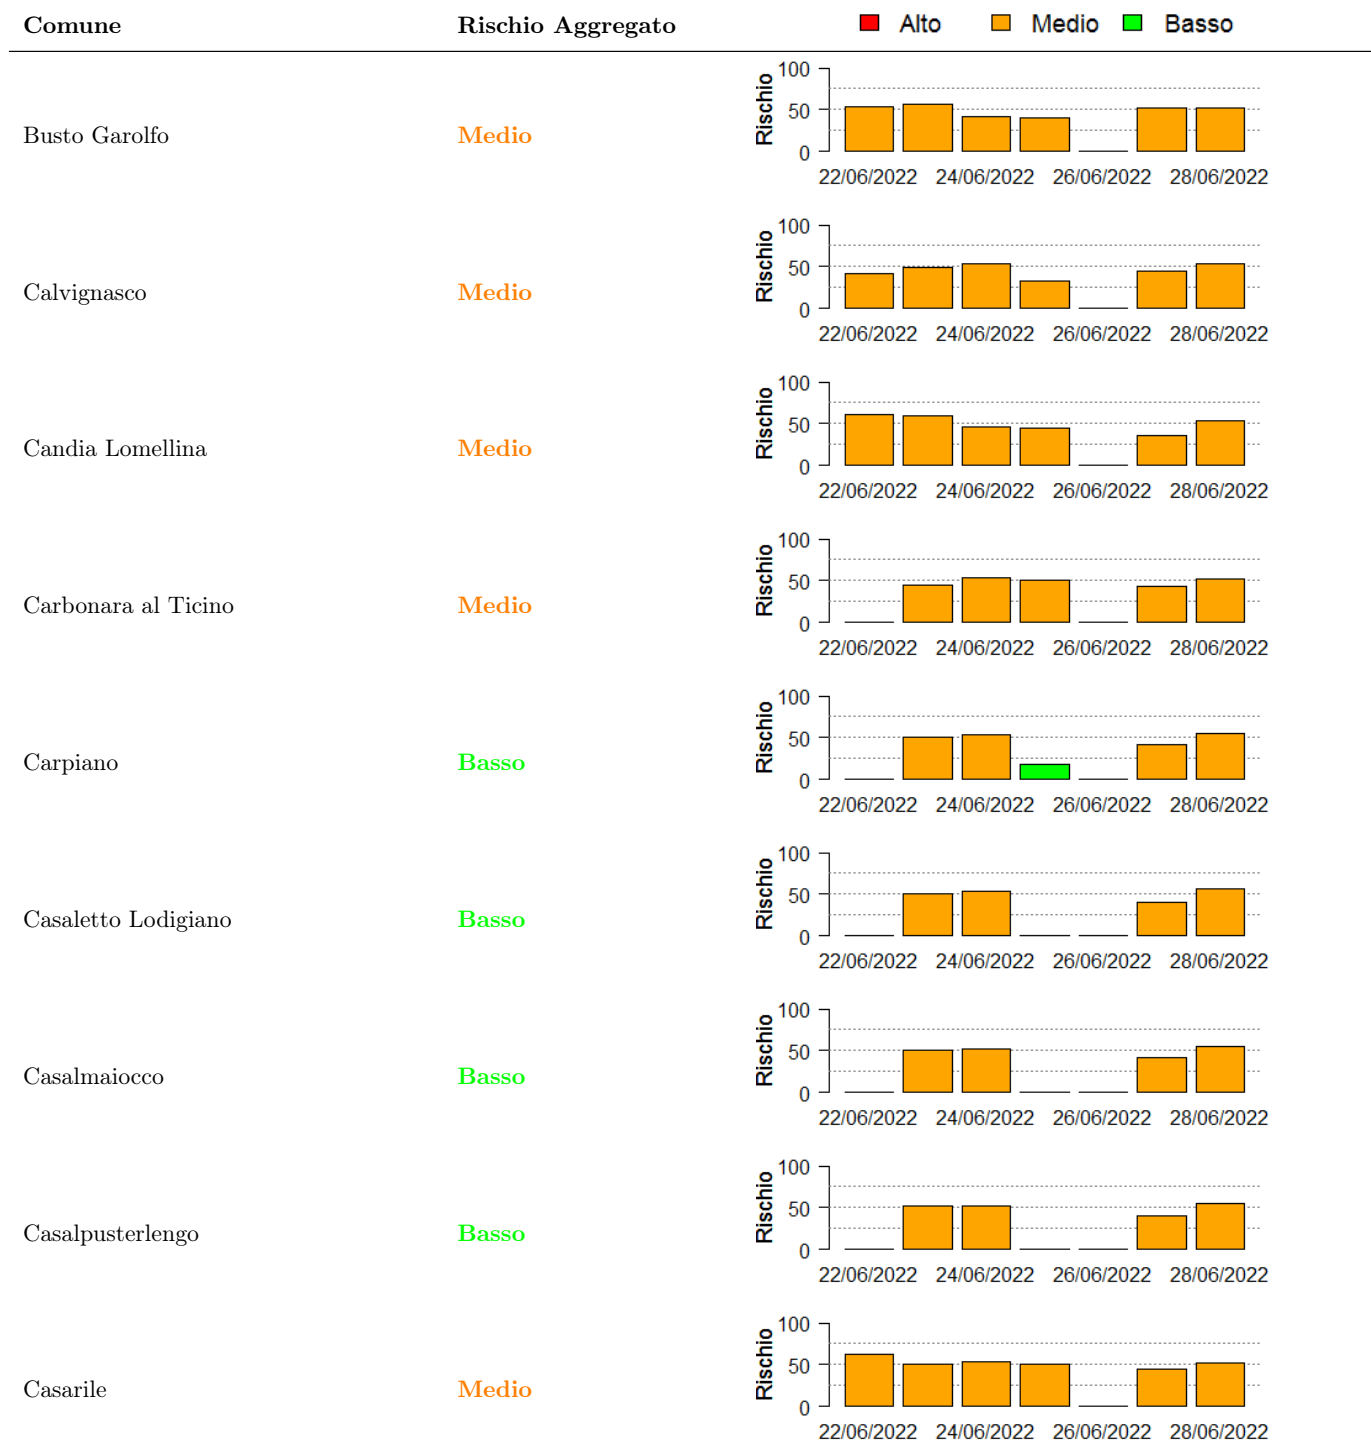 Comune Rischio Aggregato Alto Medio Basso
100
50
0
Rischio
Busto Garolfo Medio
22/06/2022 24/06/2022 26/06/2022 28/06/2022
100
50
0
Rischio
Calvignasco Medio
22/06/2022 24/06/2022 26/06/2022 28/06/2022
100
50
0
Rischio
Candia Lomellina Medio
22/06/2022 24/06/2022 26/06/2022 28/06/2022
100
50
0
Rischio
Carbonara al Ticino Medio
22/06/2022 24/06/2022 26/06/2022 28/06/2022
100
50
0
Rischio
Carpiano Basso
22/06/2022 24/06/2022 26/06/2022 28/06/2022
100
50
0
Rischio
Casaletto Lodigiano Basso
22/06/2022 24/06/2022 26/06/2022 28/06/2022
100
50
0
Rischio
Casalmaiocco Basso
22/06/2022 24/06/2022 26/06/2022 28/06/2022
100
50
0
Rischio
Casalpusterlengo Basso
22/06/2022 24/06/2022 26/06/2022 28/06/2022
100
50
0
Rischio
Casarile Medio
22/06/2022 24/06/2022 26/06/2022 28/06/2022